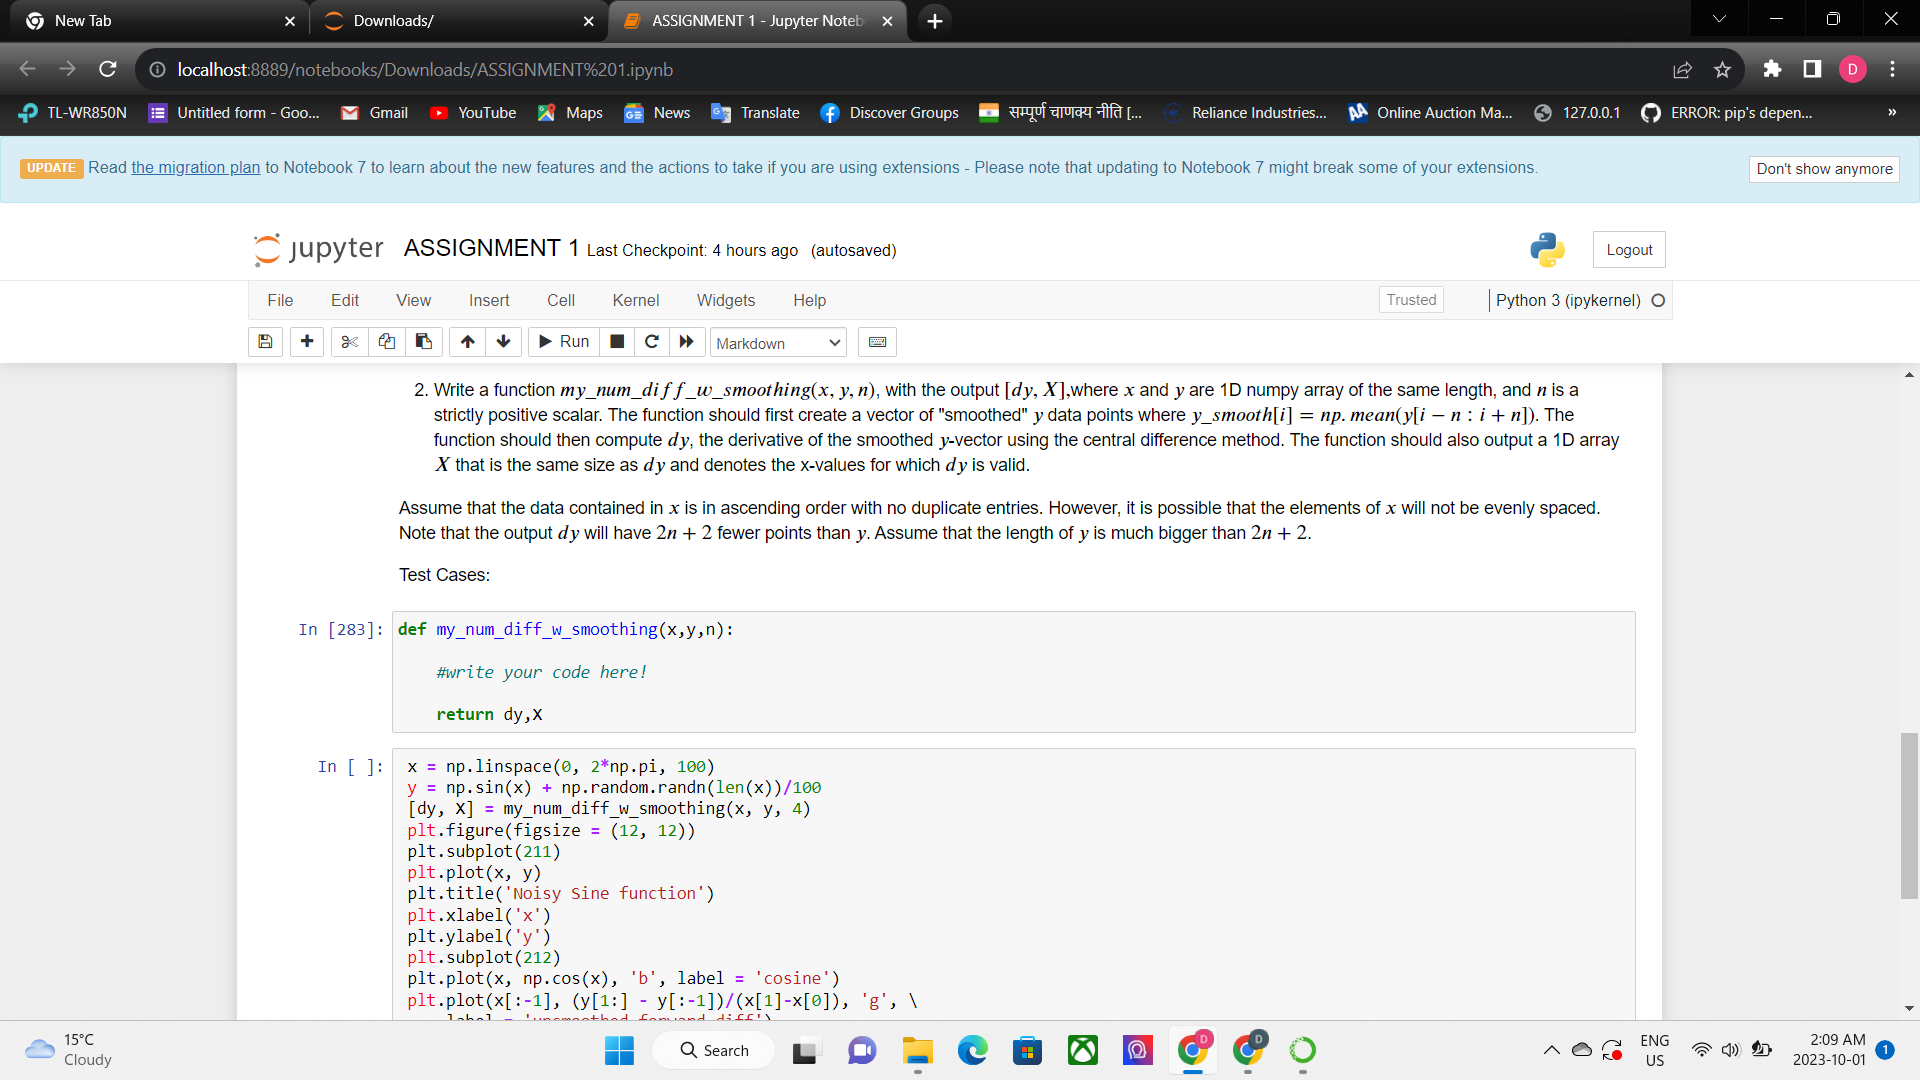 New Tab
Downloads/
ASSIGNMENT 1 - Jupyter Noteb
localhost:8889/notebooks/Downloads/ASSIGNMENT%201.ipynb
D
TL-WR850N
Untitled form - Goo...
Gmail
YouTube
Maps
News
Translate
Discover Groups
सम्पूर्ण चाणक्य नीति [...
Reliance Industries...
Online Auction Ma...
127.0.0.1
ERROR: pip's depen...
»
UPDATE Read the migration plan to Notebook 7 to learn about the new features and the actions to take if you are using extensions - Please note that updating to Notebook 7 might break some of your extensions.
Don't show anymore
jupyter ASSIGNMENT 1 Last Checkpoint: 4 hours ago (autosaved)
Logout
File Edit View Insert Cell Kernel Widgets Help
Trusted
Python 3 (ipykernel)
Run
Markdown
2. Write a function my_num_diff_w_smoothing(x, y, n), with the output [dy, X],where x and y are 1D numpy array of the same length, and n is a
strictly positive scalar. The function should first create a vector of "smoothed" y data points where y_smooth[i] = np. mean(y[i − n : i + n]). The
function should then compute dy, the derivative of the smoothed y-vector using the central difference method. The function should also output a 1D array
X that is the same size as dy and denotes the x-values for which dy is valid.
Assume that the data contained in x is in ascending order with no duplicate entries. However, it is possible that the elements of x will not be evenly spaced.
Note that the output dy will have 2n + 2 fewer points than y. Assume that the length of y is much bigger than 2n + 2.
Test Cases:
In [283]: def my_num_diff_w_smoothing(x,y,n):
#write your code here!
return dy,X
In [ ]: x = np.linspace(0, 2*np.pi, 100)
y = np.sin(x) + np.random.randn(len(x))/100
[dy, X] = my_num_diff_w_smoothing(x, y, 4)
plt.figure(figsize = (12, 12))
plt.subplot(211)
plt.plot(x, y)
plt.title('Noisy Sine function')
plt.xlabel('x')
plt.ylabel('y')
plt.subplot(212)
plt.plot(x, np.cos(x), 'b', label = 'cosine')
plt.plot(x[:-1], (y[1:] - y[:-1])/(x[1]-x[0]), 'g', \
label = 'unsmoothed forward diff')
15°C
Cloudy
Search
D
D
ENG
US
2:09 AM
2023-10-01
1